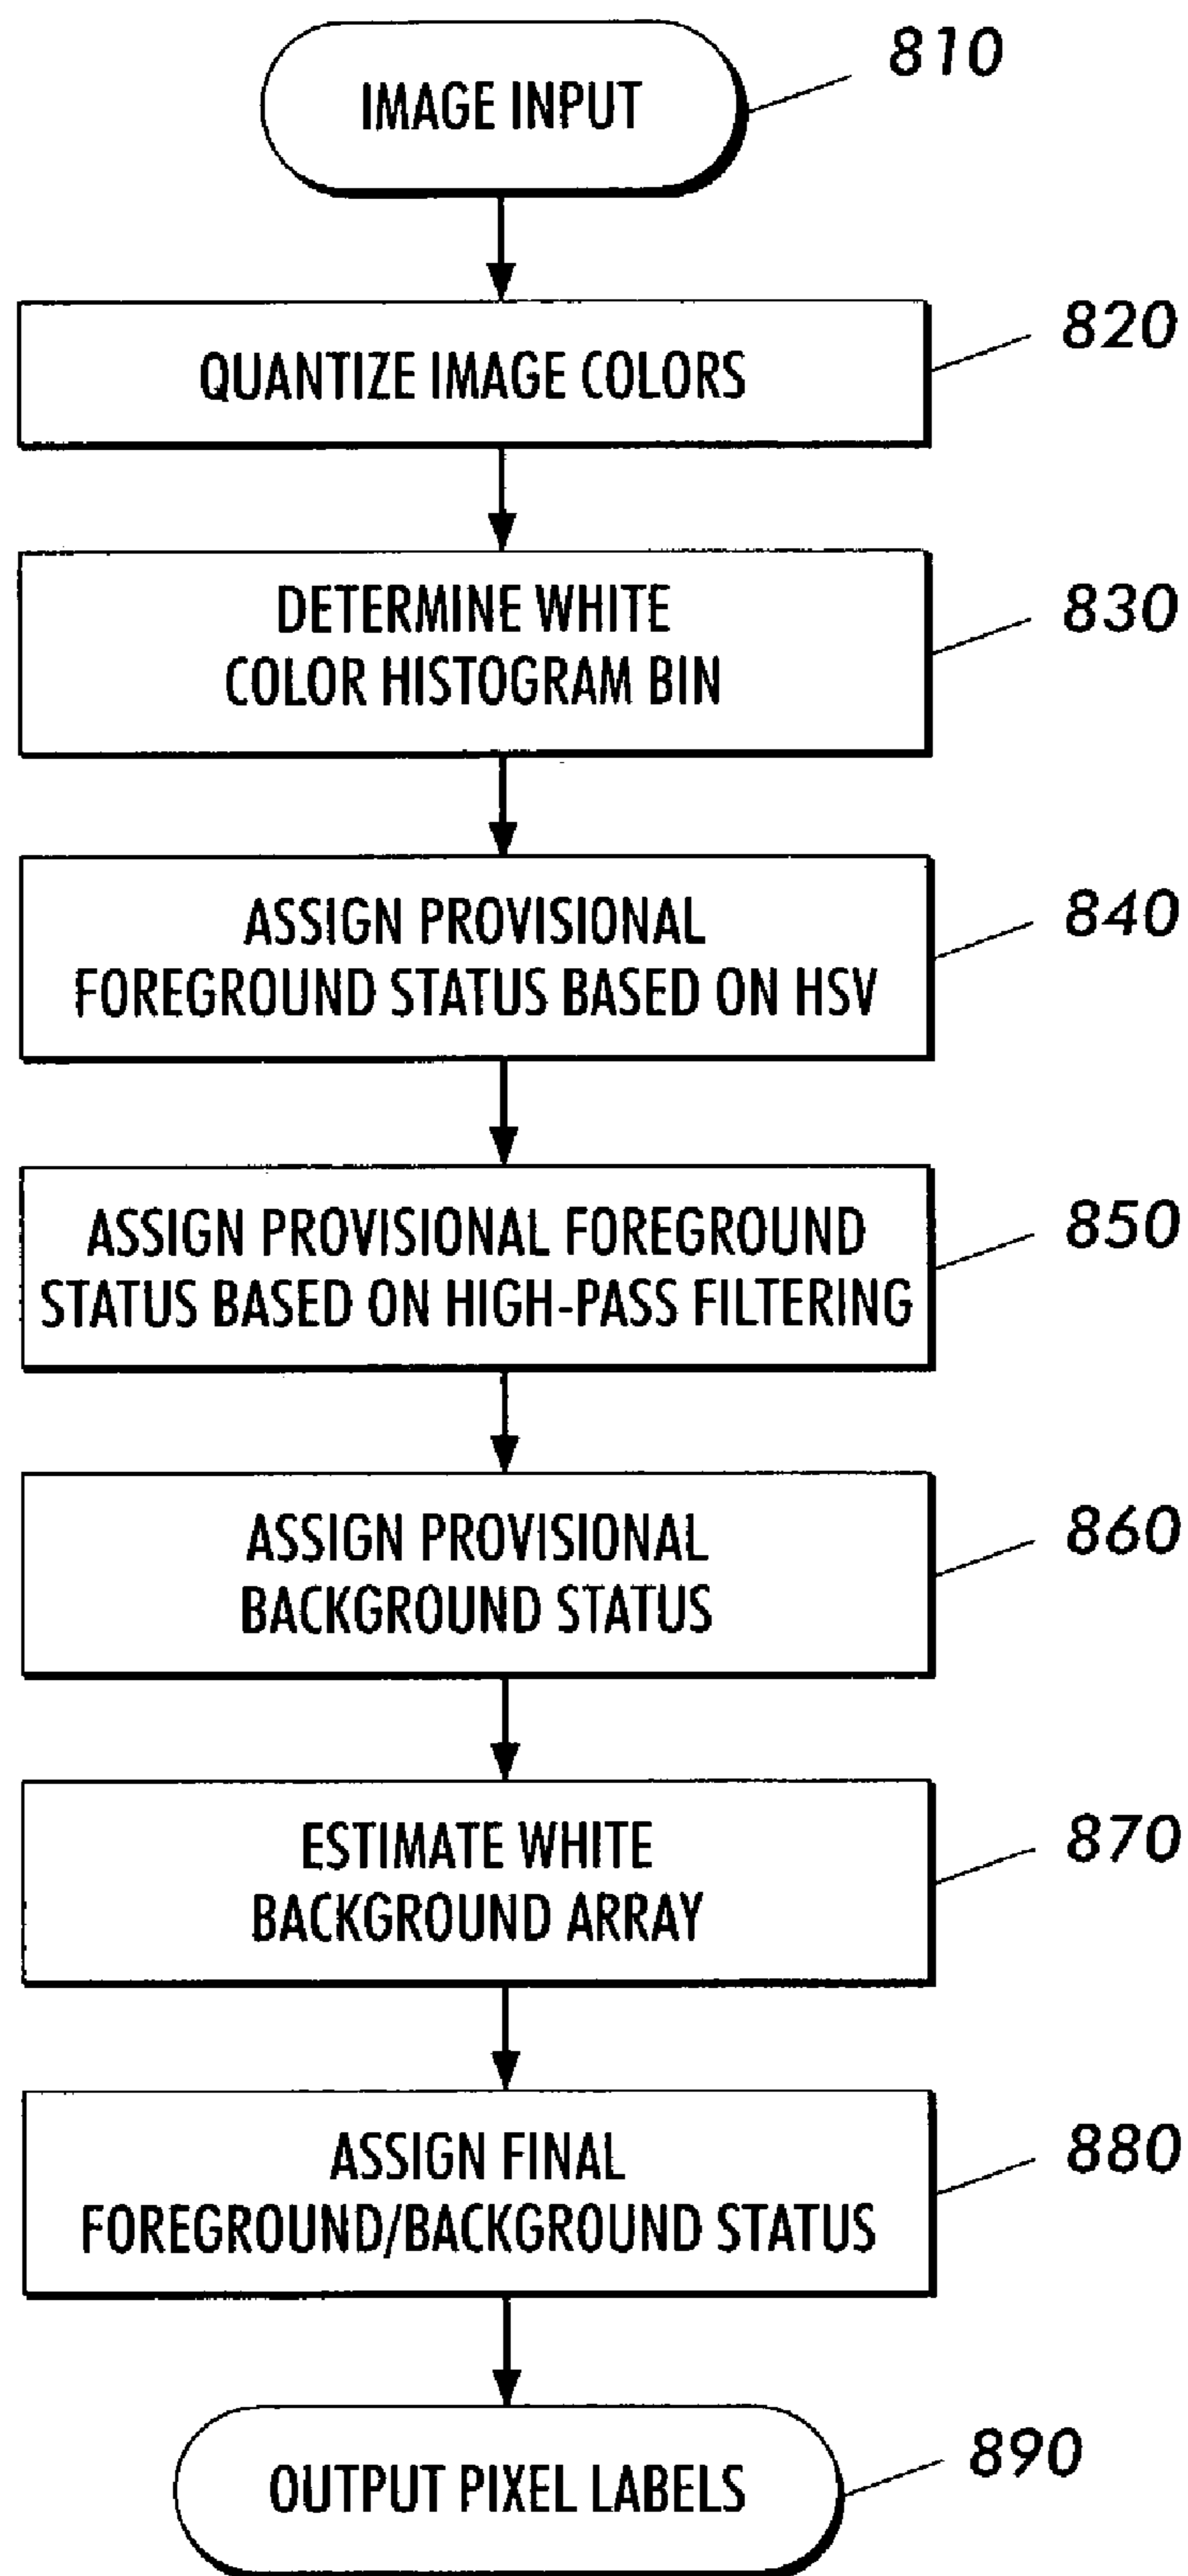 IMAGE INPUT
810
QUANTIZE IMAGE COLORS
820
DETERMINE WHITE
COLOR HISTOGRAM BIN
830
ASSIGN PROVISIONAL
FOREGROUND STATUS BASED ON HSV
840
ASSIGN PROVISIONAL FOREGROUND
STATUS BASED ON HIGH-PASS FILTERING
850
ASSIGN PROVISIONAL
BACKGROUND STATUS
860
ESTIMATE WHITE
BACKGROUND ARRAY
870
ASSIGN FINAL
FOREGROUND/BACKGROUND STATUS
880
OUTPUT PIXEL LABELS
890